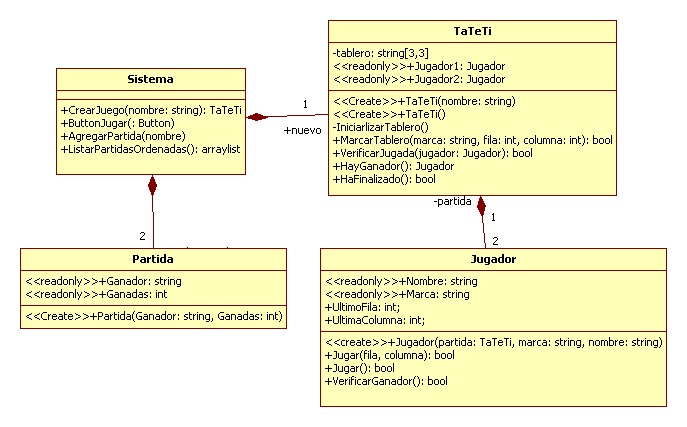 Sistema
+CrearJuego(nombre: string): TaTeTi
+ButtonJugar(: Button)
+AgregarPartida(nombre)
+ListarPartidasOrdenadas(): arraylist
TaTeTi
-tablero: string[3,3]
<<readonly>>+Jugador1: Jugador
<<readonly>>+Jugador2: Jugador
<<Create>>+TaTeTi(nombre: string)
<<Create>>+TaTeTi()
-IniciarlizarTablero()
+MarcarTablero(marca: string, fila: int, columna: int): bool
+VerificarJugada(jugador: Jugador): bool
+HayGanador(): Jugador
+HaFinalizado(): bool
1
+nuevo
2
-partida
1
2
Partida
<<readonly>>+Ganador: string
<<readonly>>+Ganadas: int
<<Create>>+Partida(Ganador: string, Ganadas: int)
Jugador
<<readonly>>+Nombre: string
<<readonly>>+Marca: string
+UltimoFila: int;
+UltimaColumna: int;
<<create>>+Jugador(partida: TaTeTi, marca: string, nombre: string)
+Jugar(fila, columna): bool
+Jugar(): bool
+VerificarGanador(): bool